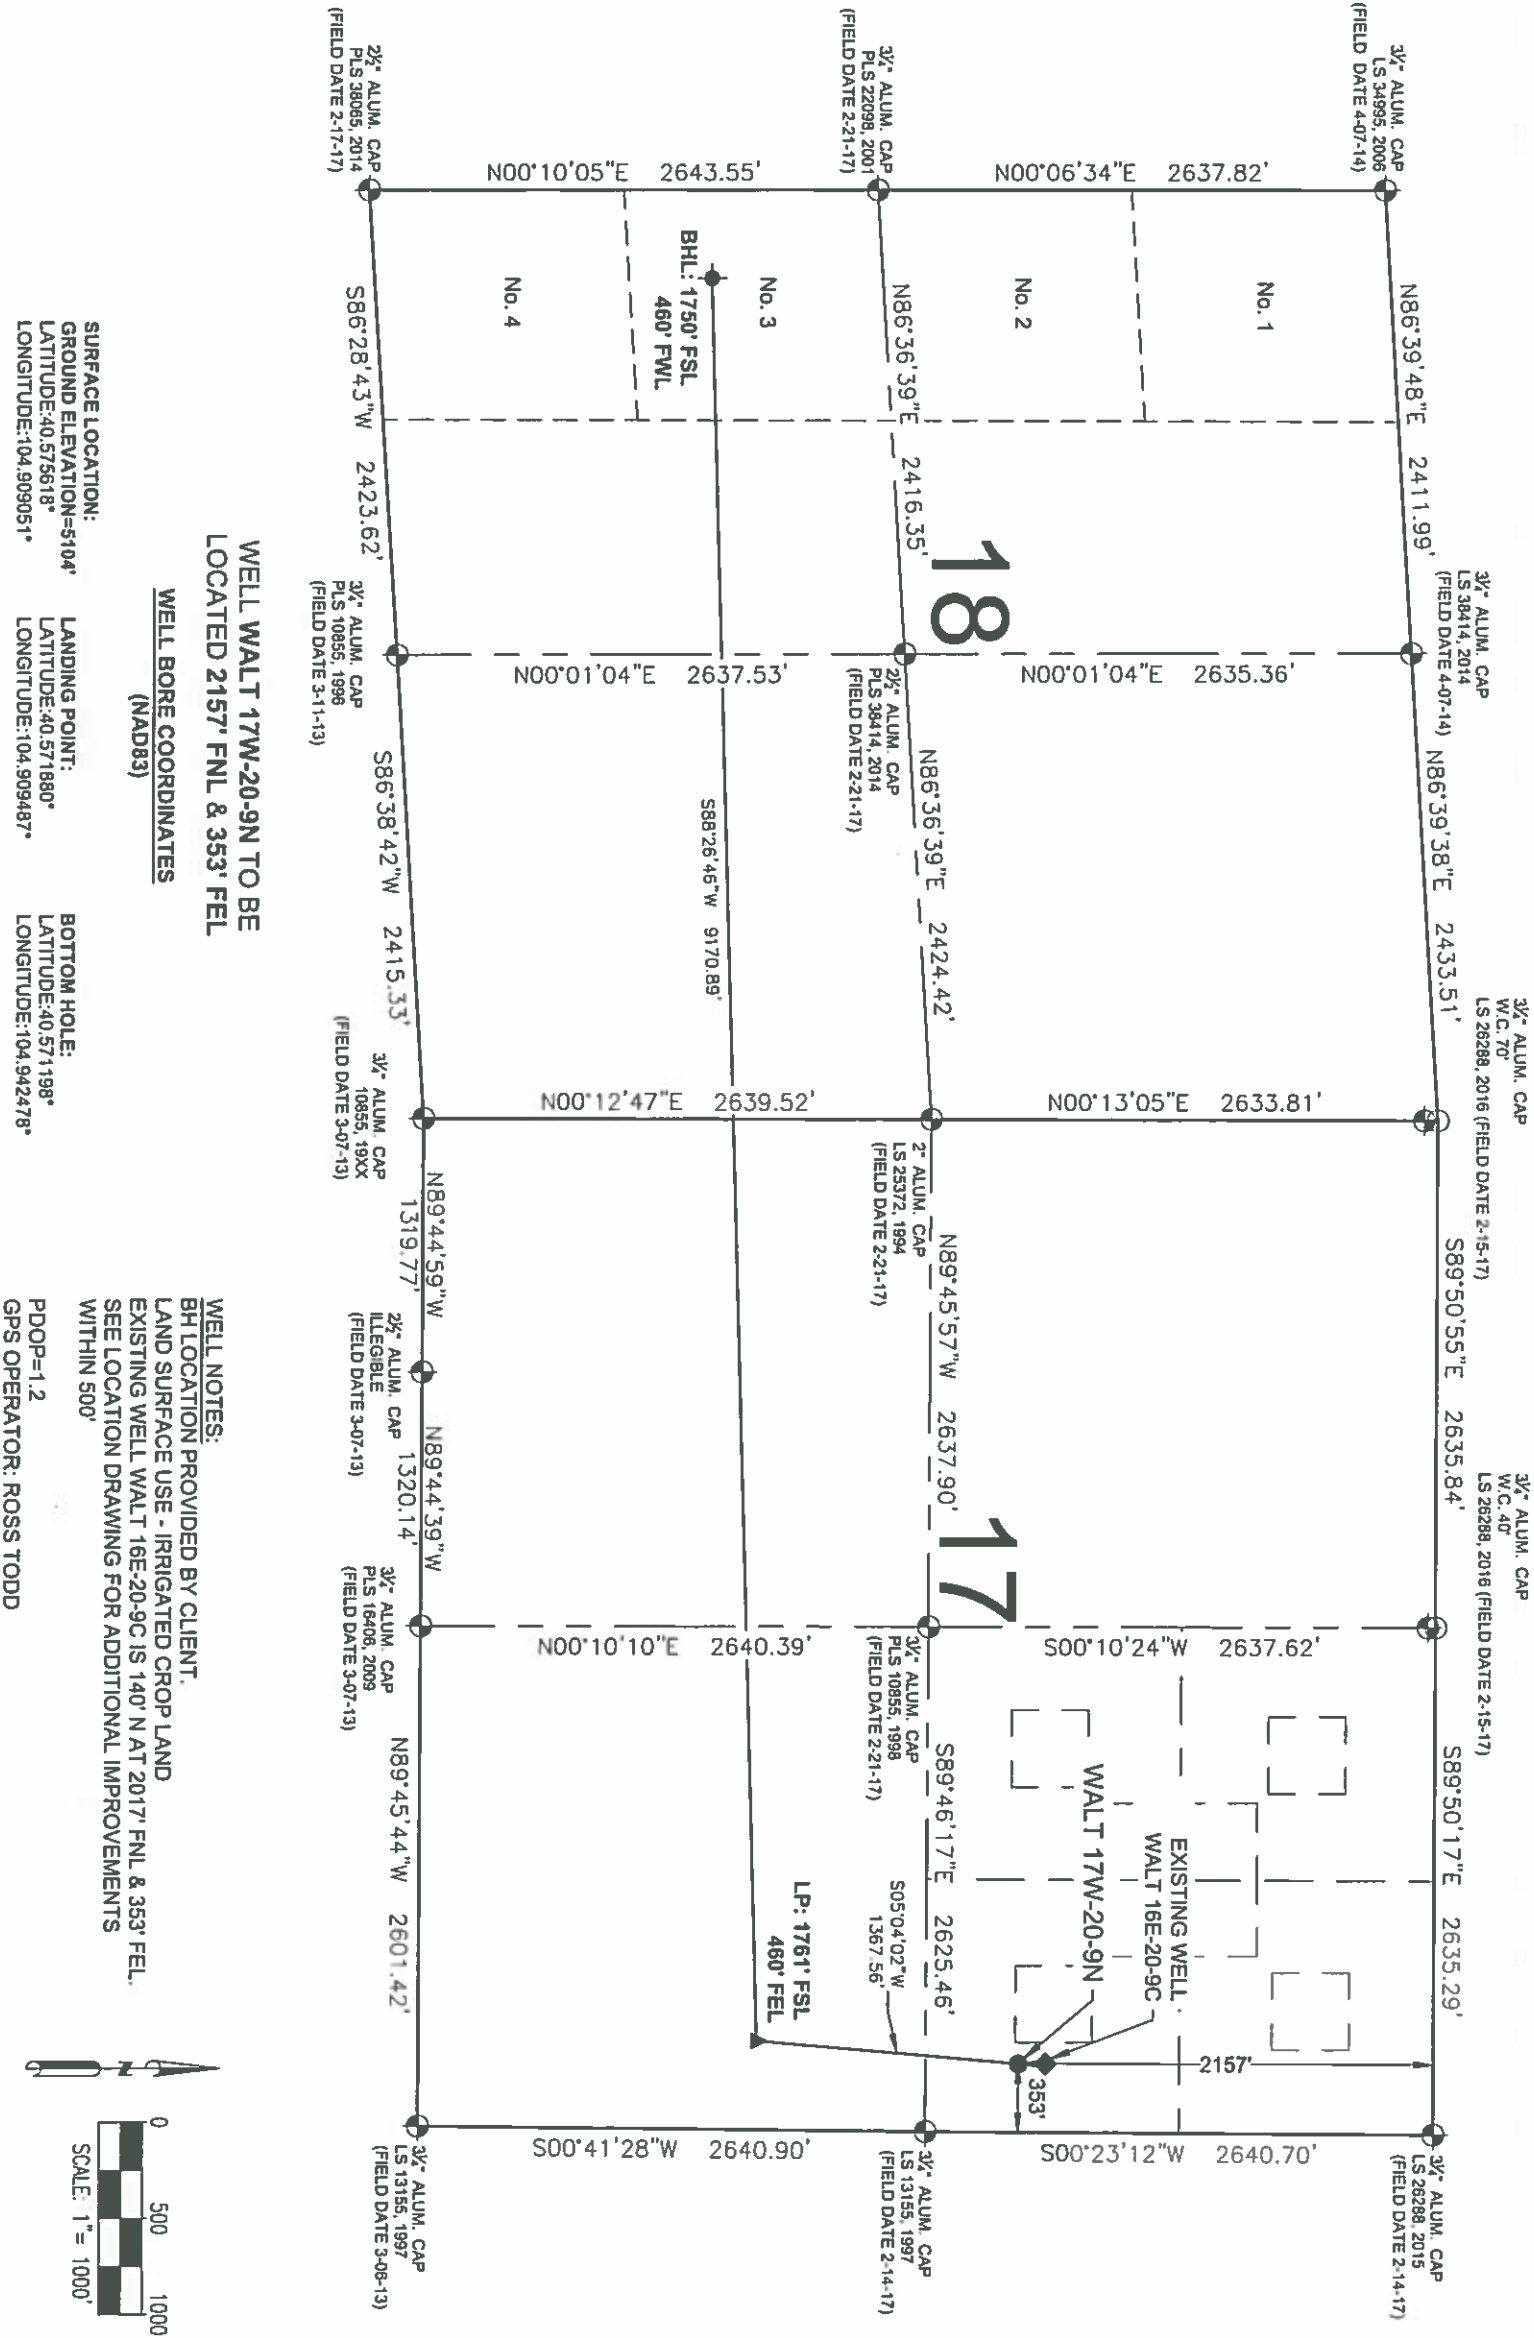 3¼" ALUM. CAP
LS 34995, 2006
(FIELD DATE 4-07-14)
N86°39'48"E 2411.99'
3¼" ALUM. CAP
LS 38414, 2014
(FIELD DATE 4-07-14)
N86°39'38"E 2433.51'
3¼" ALUM. CAP
W.C. 70'
LS 26288, 2016 (FIELD DATE 2-15-17)
S89°50'55"E 2635.84'
3¼" ALUM. CAP
W.C. 40'
LS 26288, 2016 (FIELD DATE 2-15-17)
S89°50'17"E 2635.29'
3¼" ALUM. CAP
LS 26288, 2015
(FIELD DATE 2-14-17)
N00°06'34"E 2637.82'
No. 1
No. 2
N00°01'04"E 2635.36'
N00°13'05"E 2633.81'
S00°10'24"W 2637.62'
EXISTING WELL
WALT 16E-20-9C
WALT 17W-20-9N
2157'
353'
S00°23'12"W 2640.70'
18
17
3¼" ALUM. CAP
PLS 22098, 2001
(FIELD DATE 2-21-17)
N86°36'39"E 2416.35'
2½" ALUM. CAP
PLS 38414, 2014
(FIELD DATE 2-21-17)
N86°36'39"E 2424.42'
2" ALUM. CAP
LS 25372, 1994
(FIELD DATE 2-21-17)
N89°45'57"W 2637.90'
3¼" ALUM. CAP
PLS 10855, 1998
(FIELD DATE 2-21-17)
S89°46'17"E 2625.46'
S05°04'02"W
1367.56'
3¼" ALUM. CAP
LS 13155, 1997
(FIELD DATE 2-14-17)
N00°10'05"E 2643.55'
No. 3
BHL: 1750' FSL
460' FWL
No. 4
N00°01'04"E 2637.53'
S88°26'46"W 9170.89'
N00°12'47"E 2639.52'
N00°10'10"E 2640.39'
LP: 1761' FSL
460' FEL
S00°41'28"W 2640.90'
2½" ALUM. CAP
PLS 38065, 2014
(FIELD DATE 2-17-17)
S86°28'43"W 2423.62'
3¼" ALUM. CAP
PLS 10855, 1996
(FIELD DATE 3-11-13)
S86°38'42"W 2415.33'
3¼" ALUM. CAP
10855, 19XX
(FIELD DATE 3-07-13)
N89°44'59"W
1319.77'
2½" ALUM. CAP
ILLEGIBLE
(FIELD DATE 3-07-13)
N89°44'39"W
1320.14'
3¼" ALUM. CAP
PLS 16406, 2009
(FIELD DATE 3-07-13)
N89°45'44"W 2601.42'
3¼" ALUM. CAP
LS 13155, 1997
(FIELD DATE 3-06-13)
WELL WALT 17W-20-9N TO BE
LOCATED 2157' FNL & 353' FEL
WELL BORE COORDINATES
(NAD83)
SURFACE LOCATION:
GROUND ELEVATION=5104'
LATITUDE:40.575618°
LONGITUDE:104.909051°
LANDING POINT:
LATITUDE:40.571880°
LONGITUDE:104.909487°
BOTTOM HOLE:
LATITUDE:40.571198°
LONGITUDE:104.942478°
WELL NOTES:
BH LOCATION PROVIDED BY CLIENT.
LAND SURFACE USE - IRRIGATED CROP LAND
EXISTING WELL WALT 16E-20-9C IS 140' N AT 2017' FNL & 353' FEL.
SEE LOCATION DRAWING FOR ADDITIONAL IMPROVEMENTS
WITHIN 500'
PDOP=1.2
GPS OPERATOR: ROSS TODD
N
0 500 1000
SCALE: 1" = 1000'